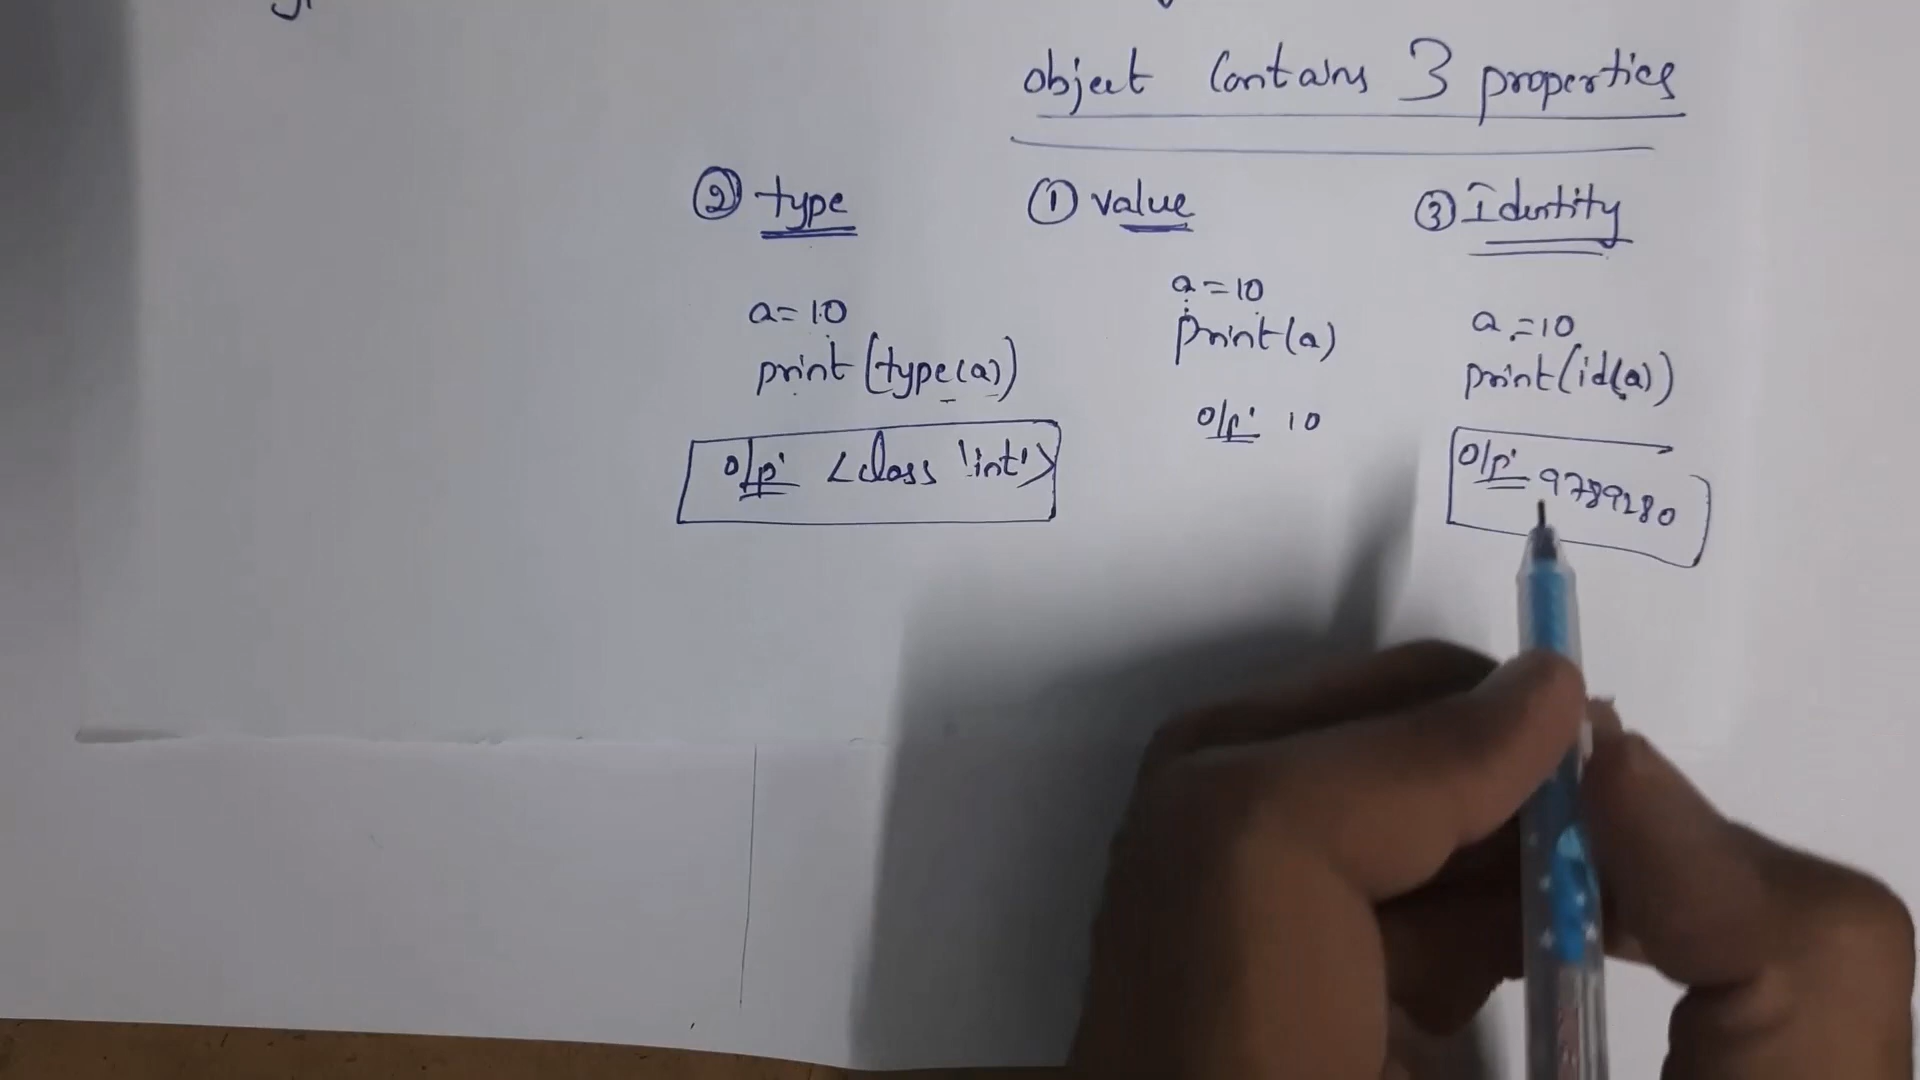 object Contains 3 properties
② type
① value
③ Identity
a=10
print(type(a))
o/p: <class 'int'>
a=10
print(a)
o/p: 10
a=10
print(id(a))
o/p: 9789280